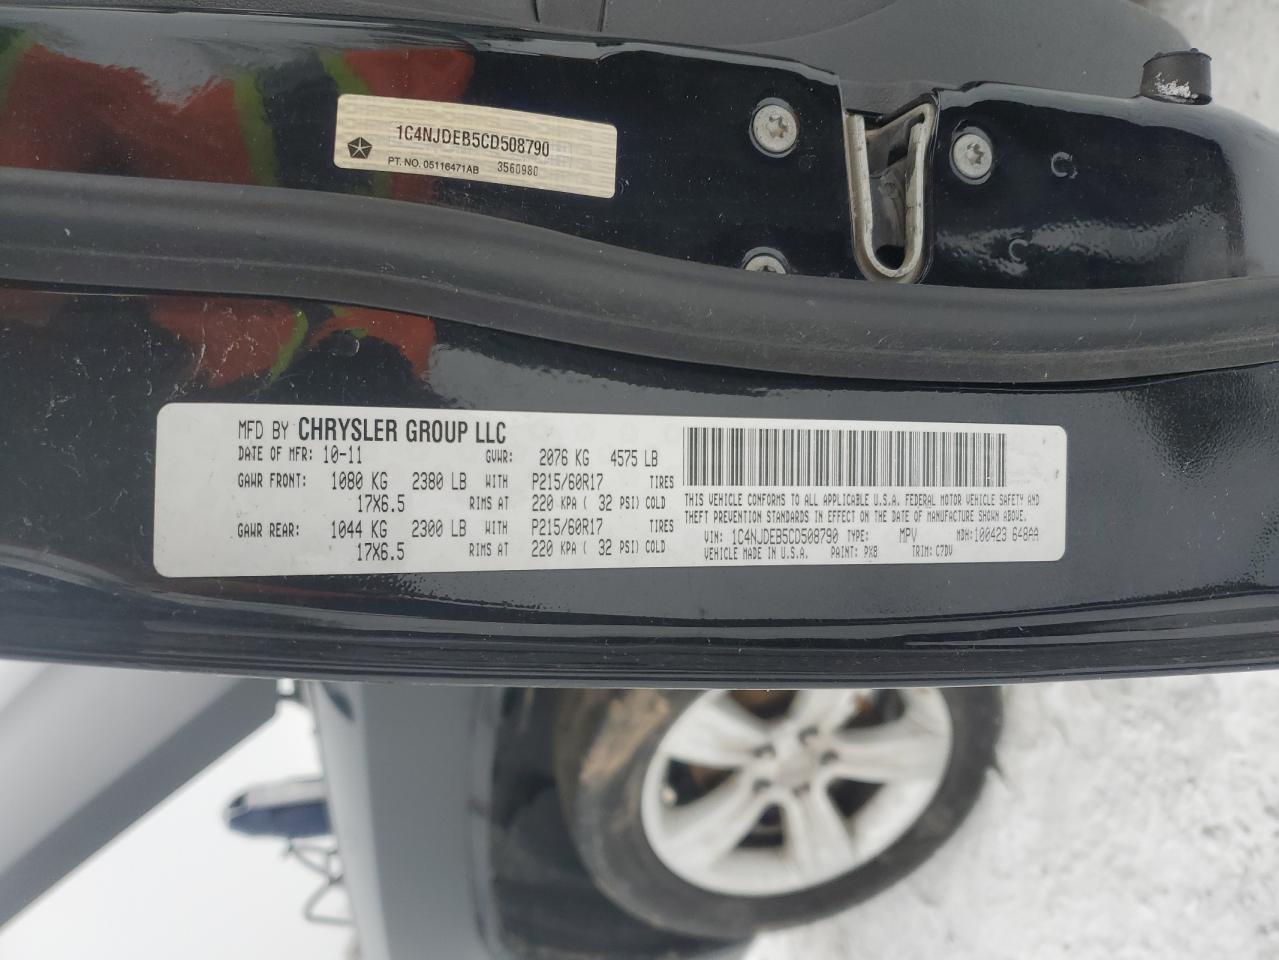 1C4NJDEB5CD508790
PT. NO. 05116471AB 3560980
C
C
MFD BY CHRYSLER GROUP LLC
DATE OF MFR: 10-11 GVWR: 2076 KG 4575 LB
GAWR FRONT: 1080 KG 2380 LB WITH P215/60R17 TIRES
17X6.5 RIMS AT 220 KPA ( 32 PSI) COLD
GAWR REAR: 1044 KG 2300 LB WITH P215/60R17 TIRES
17X6.5 RIMS AT 220 KPA ( 32 PSI) COLD
THIS VEHICLE CONFORMS TO ALL APPLICABLE U.S.A. FEDERAL MOTOR VEHICLE SAFETY AND
THEFT PREVENTION STANDARDS IN EFFECT ON THE DATE OF MANUFACTURE SHOWN ABOVE.
VIN: 1C4NJDEB5CD508790 TYPE: MPV MDH: 100423 648AA
VEHICLE MADE IN U.S.A. PAINT: PX8 TRIM: C7DV